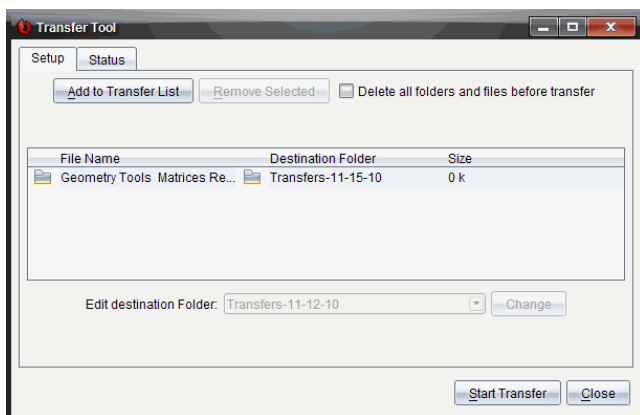 Transfer Tool
Setup Status
Add to Transfer List Remove Selected Delete all folders and files before transfer
File Name Destination Folder Size
Geometry Tools Matrices Re... Transfers-11-15-10 0 k
Edit destination Folder: Transfers-11-12-10 Change
Start Transfer Close